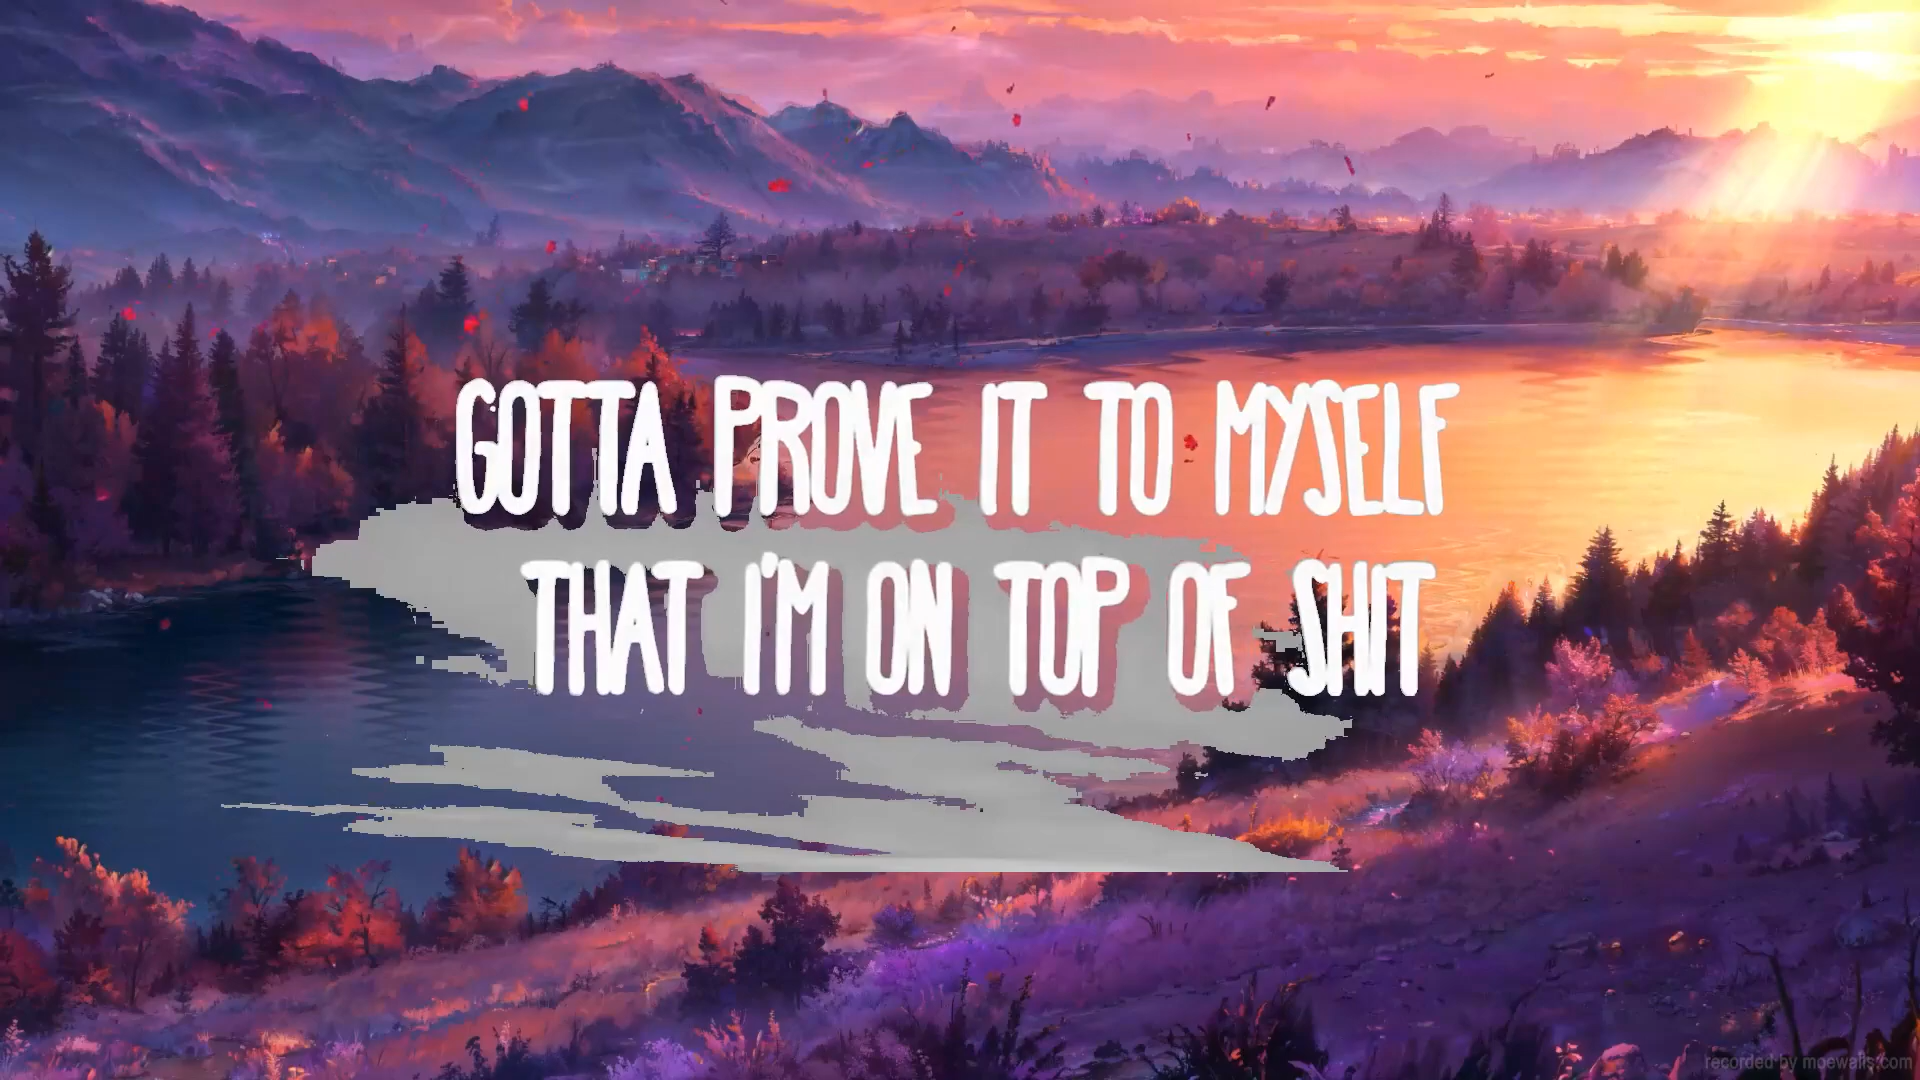 GOTTA PROVE IT TO MYSELF
THAT I'M ON TOP OF SHIT
recorded by moewalls.com